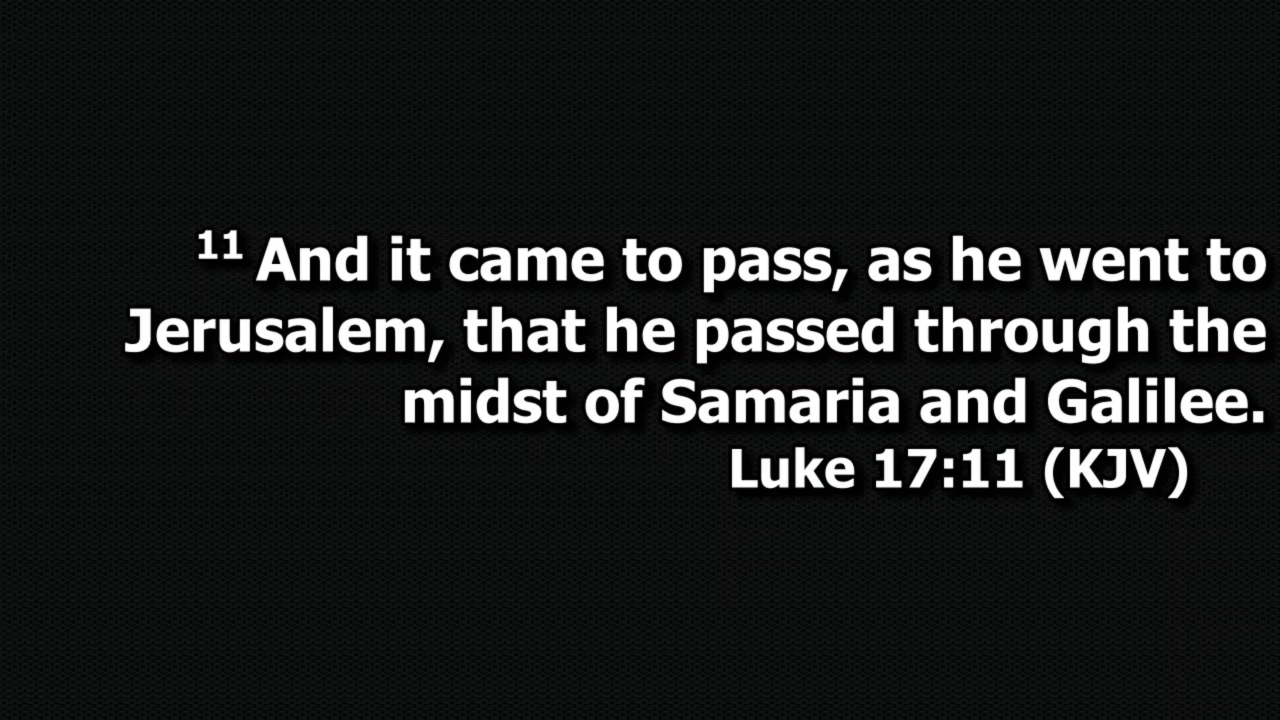 11 And it came to pass, as he went to
Jerusalem, that he passed through the
midst of Samaria and Galilee.
Luke 17:11 (KJV)